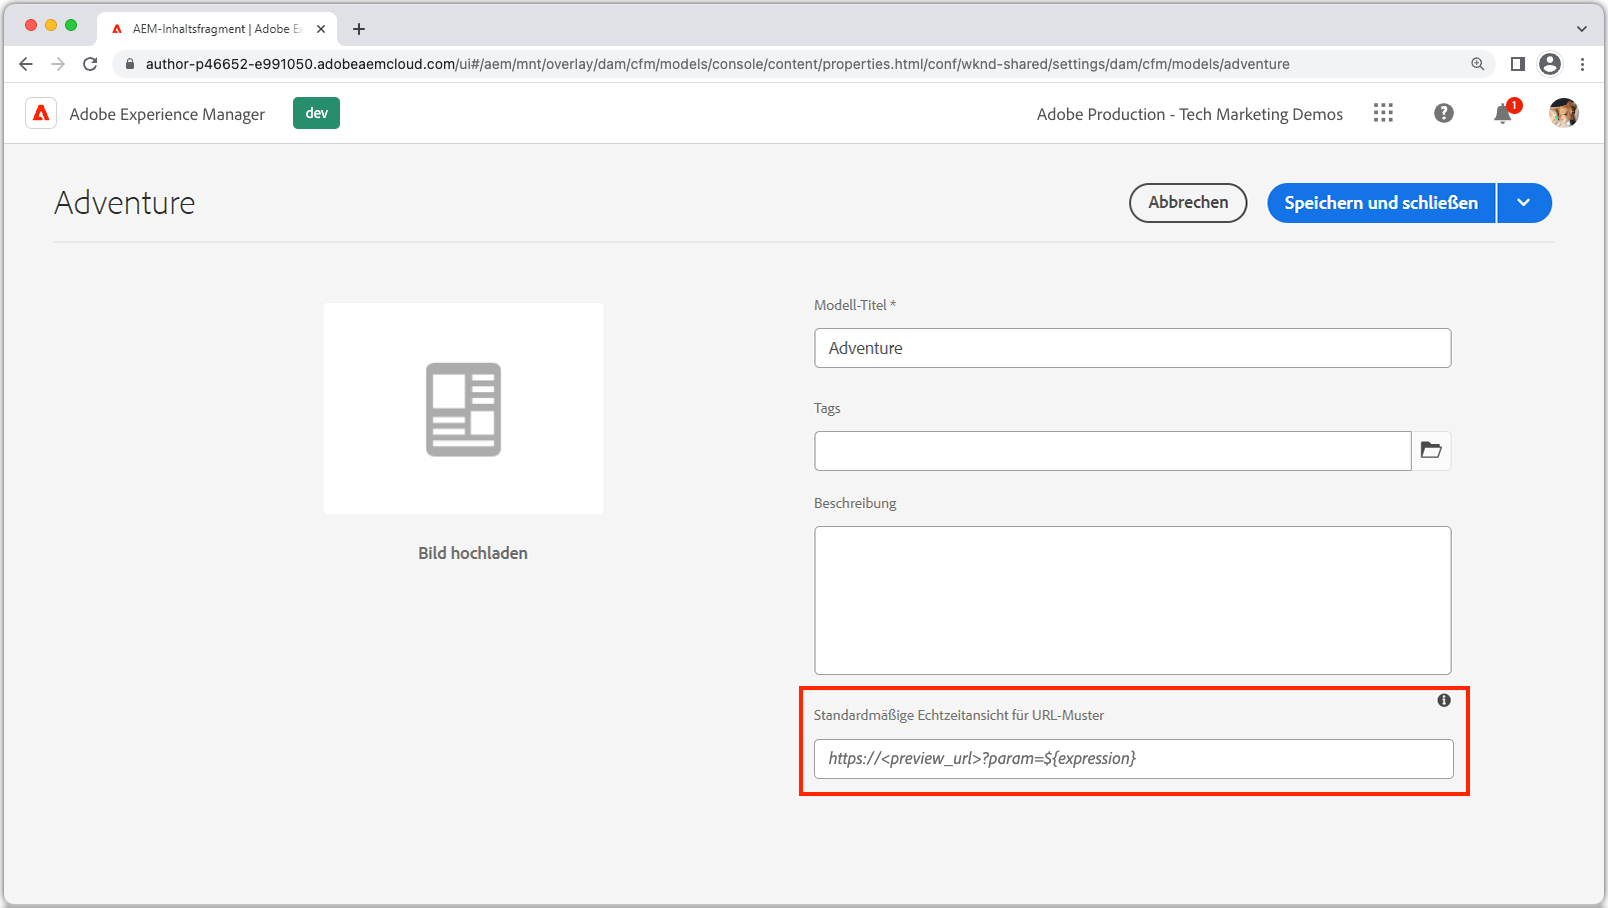 AEM-Inhaltsfragment | Adobe Ex
author-p46652-e991050.adobeaemcloud.com/ui#/aem/mnt/overlay/dam/cfm/models/console/content/properties.html/conf/wknd-shared/settings/dam/cfm/models/adventure
Adobe Experience Manager
dev
Adobe Production - Tech Marketing Demos
1
Adventure
Abbrechen
Speichern und schließen
Modell-Titel *
Adventure
Tags
Beschreibung
Bild hochladen
Standardmäßige Echtzeitansicht für URL-Muster
https://<preview_url>?param=${expression}